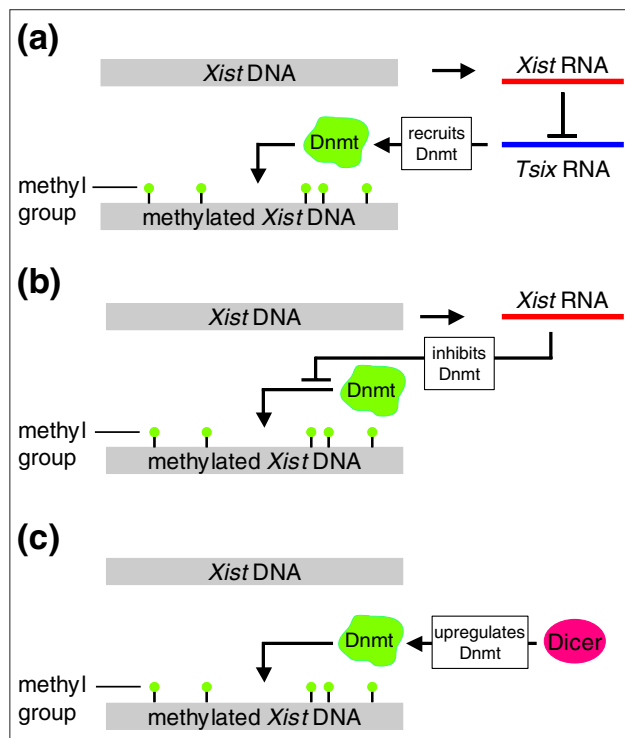 (a)
Xist DNA
Xist RNA
Dnmt
recruits
Dnmt
Tsix RNA
methyl
group
methylated Xist DNA
(b)
Xist DNA
Xist RNA
inhibits
Dnmt
Dnmt
methyl
group
methylated Xist DNA
(c)
Xist DNA
Dnmt
upregulates
Dnmt
Dicer
methyl
group
methylated Xist DNA